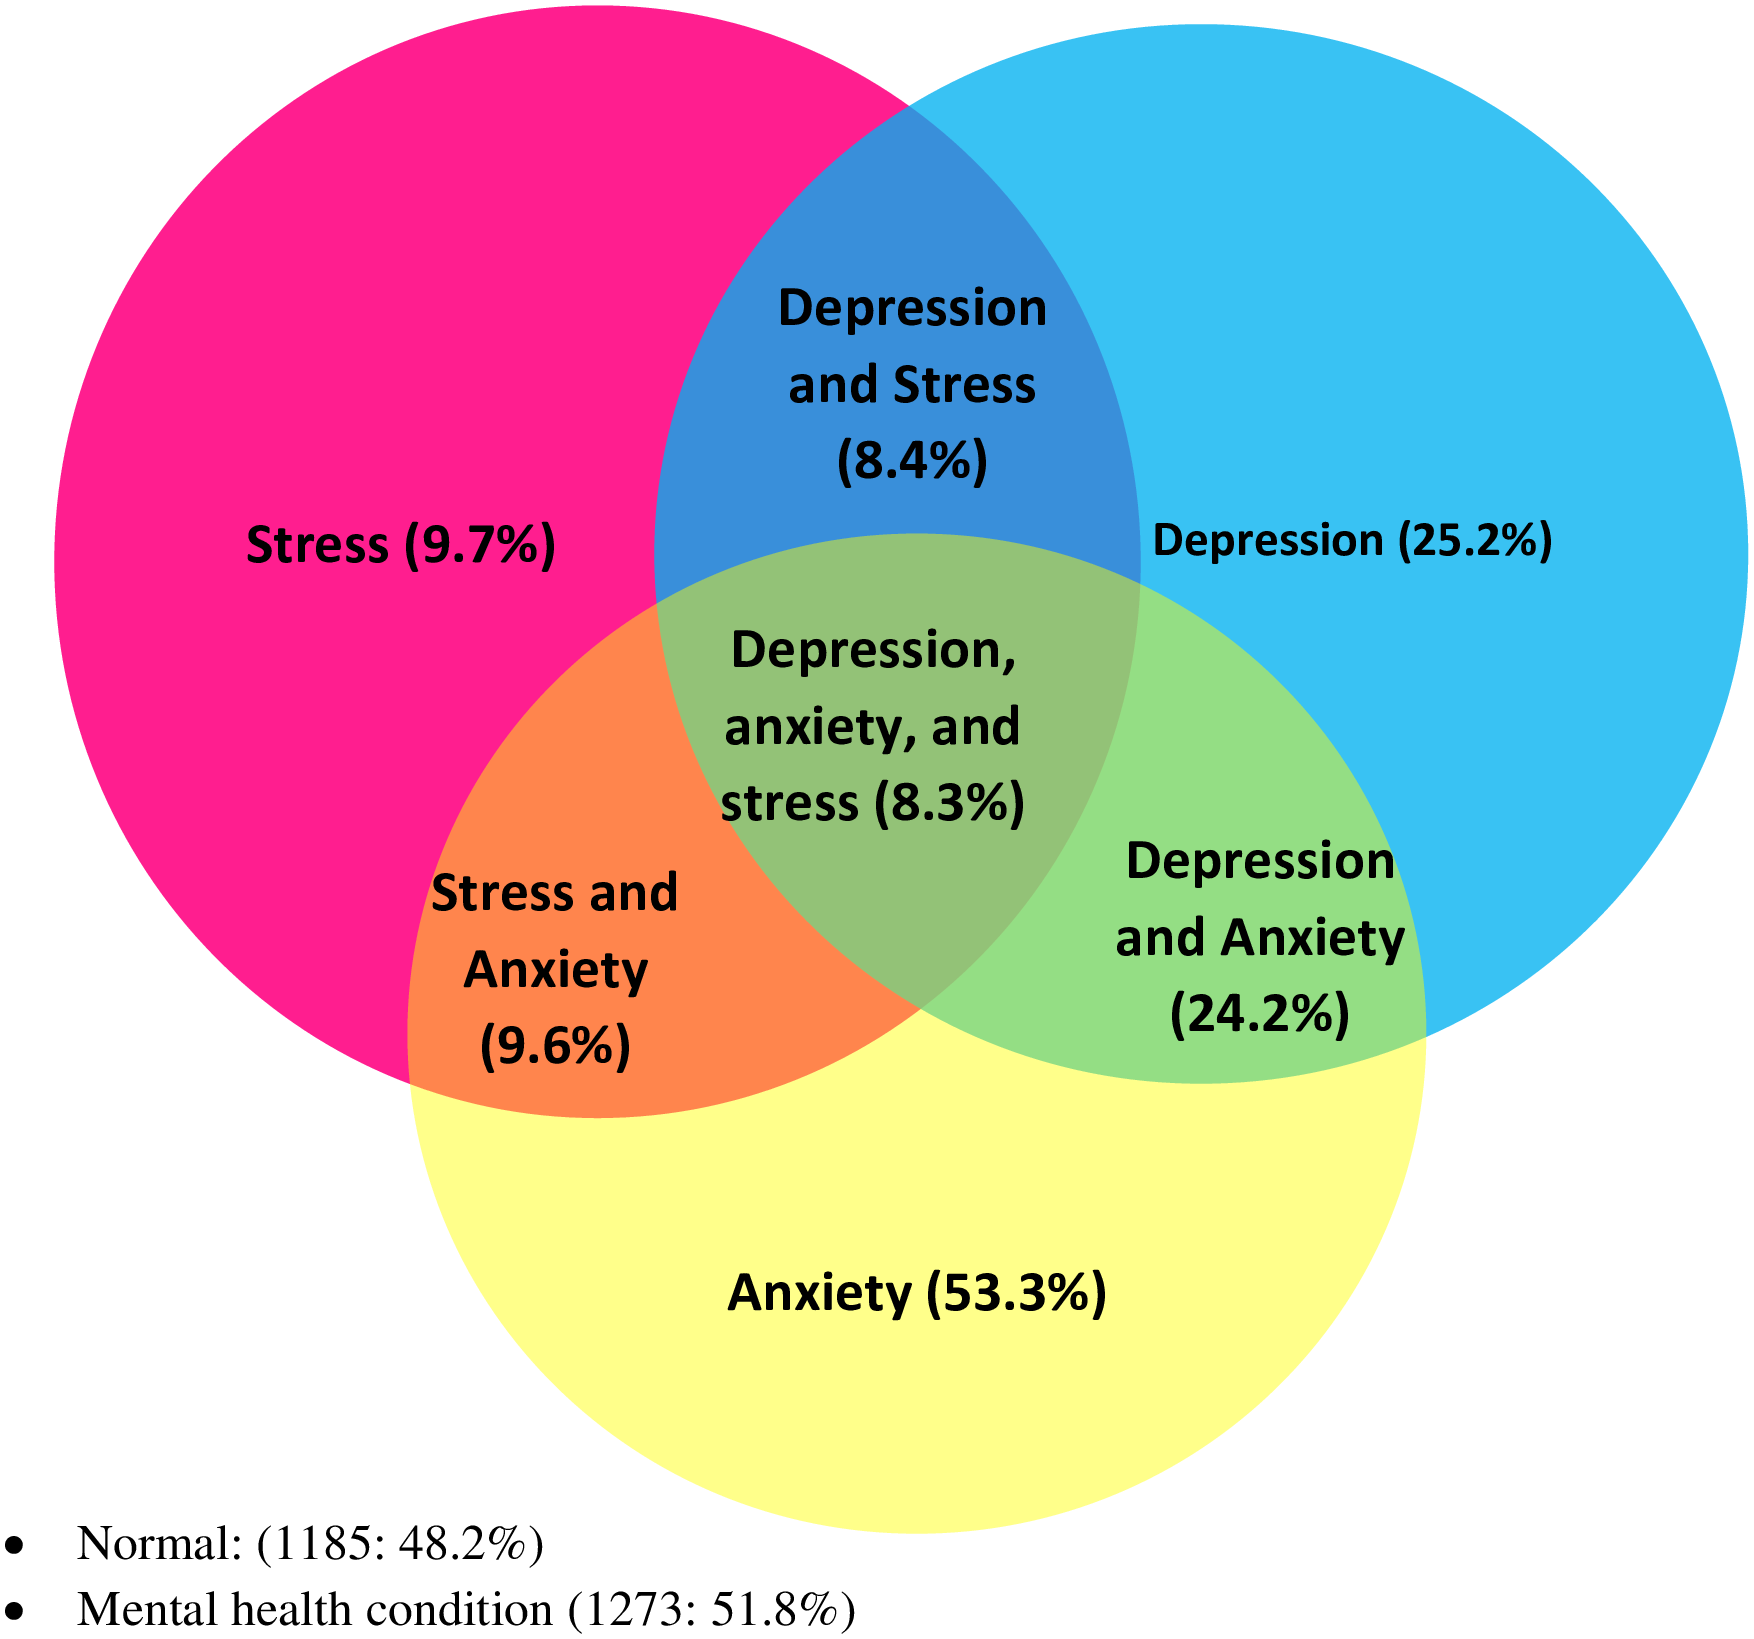 Depression
and Stress
(8.4%)
Stress (9.7%)
Depression (25.2%)
Depression,
anxiety, and
stress (8.3%)
Stress and
Anxiety
(9.6%)
Depression
and Anxiety
(24.2%)
Anxiety (53.3%)
• Normal: (1185: 48.2%)
• Mental health condition (1273: 51.8%)